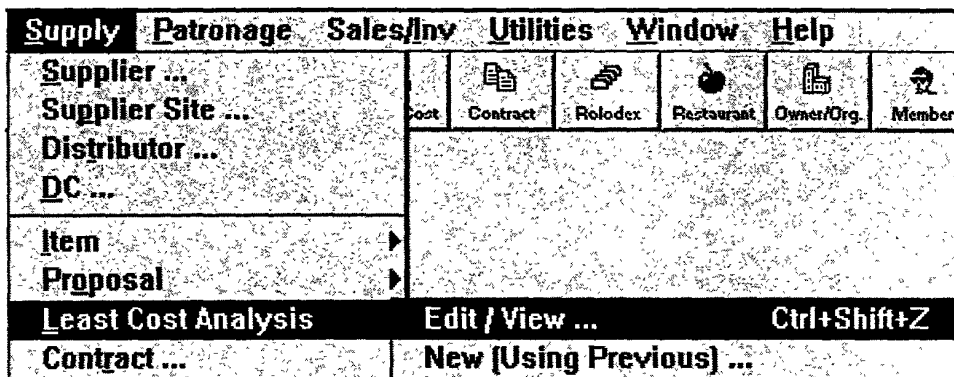 Supply Patronage Sales/Inv Utilities Window Help
Supplier ...
Supplier Site ...
Distributor ...
DC ...
Cost Contract Rolodex Restaurant Owner/Org. Member
Item
Proposal
Least Cost Analysis Edit / View ... Ctrl+Shift+Z
Contract ... New (Using Previous) ...